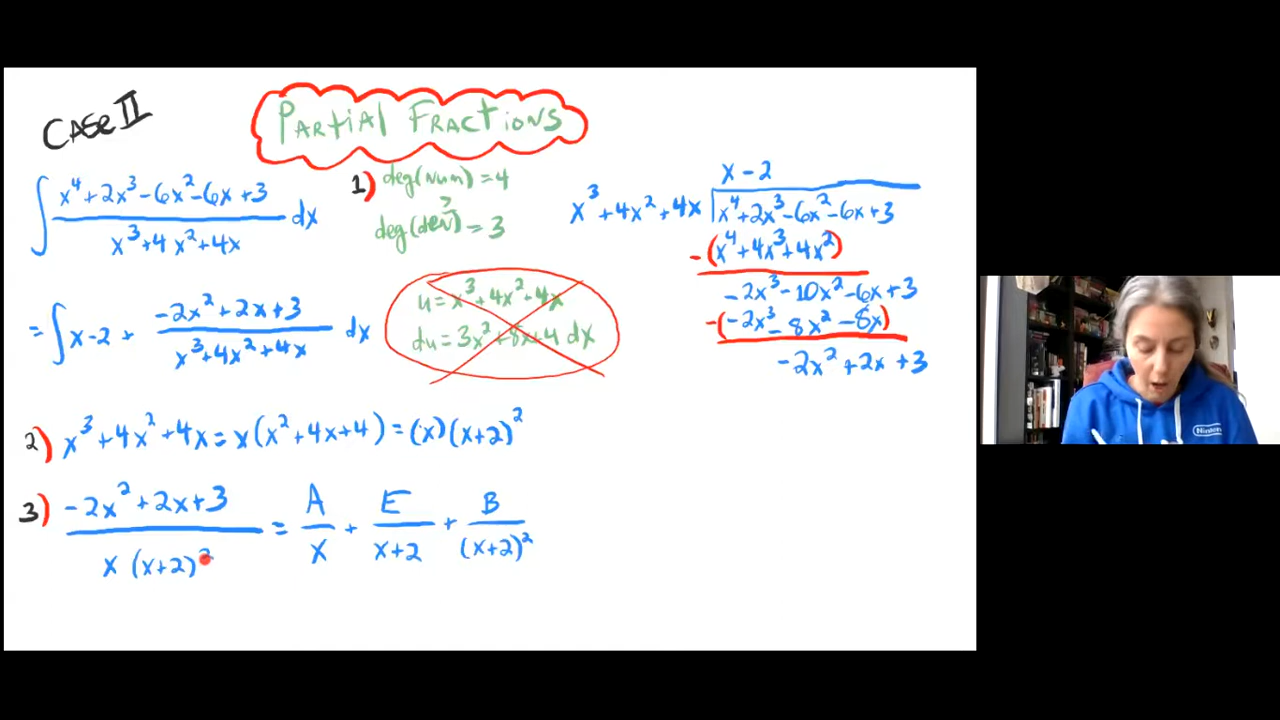 CASE II
PARTIAL FRACTIONS
∫ x⁴+2x³-6x²-6x+3 / x³+4x²+4x dx
= ∫ x-2 + -2x²+2x+3 / x³+4x²+4x dx
1) deg(num) = 4
deg(den) = 3
u = x³+4x²+4x
du = 3x²+8x+4 dx
x-2
x³+4x²+4x | x⁴+2x³-6x²-6x+3
-(x⁴+4x³+4x²)
-2x³-10x²-6x+3
-(-2x³-8x²-8x)
-2x²+2x+3
2) x³+4x²+4x = x(x²+4x+4) = (x)(x+2)²
3) -2x²+2x+3 / x(x+2)² = A/x + E/x+2 + B/(x+2)²